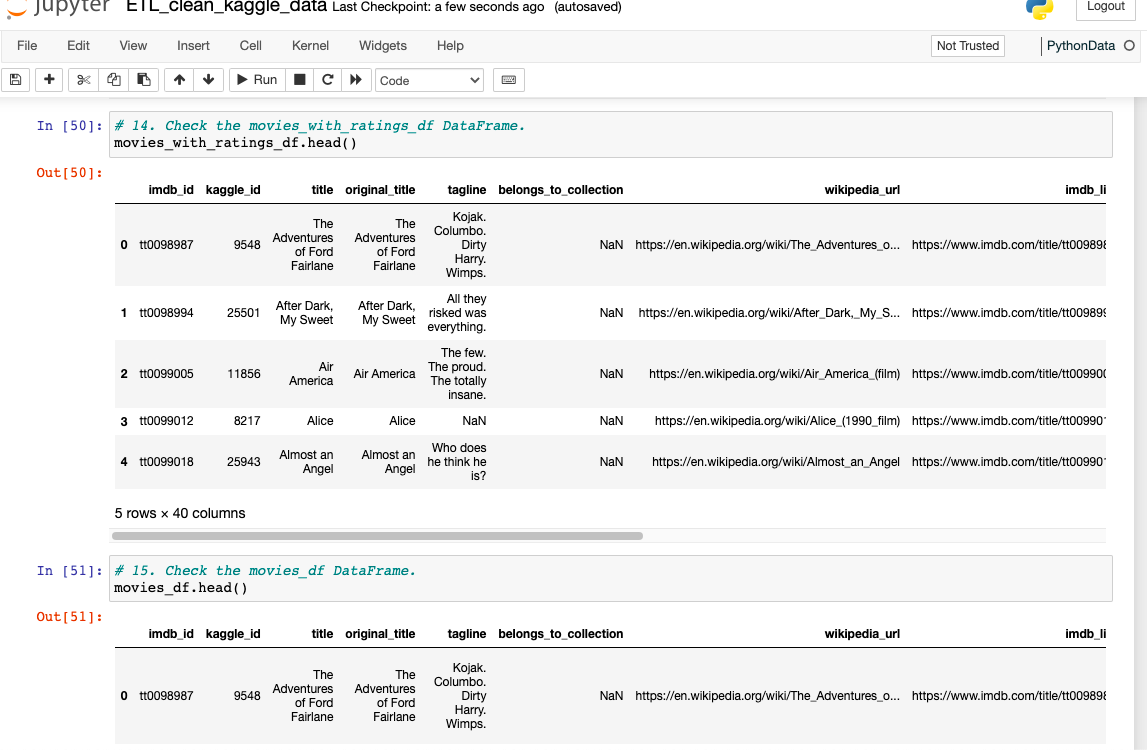 jupyter ETL_clean_kaggle_data Last Checkpoint: a few seconds ago (autosaved)
Logout
File Edit View Insert Cell Kernel Widgets Help Not Trusted PythonData
Run Code
In [50]: # 14. Check the movies_with_ratings_df DataFrame.
movies_with_ratings_df.head()
Out[50]:
imdb_id kaggle_id title original_title tagline belongs_to_collection wikipedia_url imdb_li
0 tt0098987 9548 The Adventures of Ford Fairlane The Adventures of Ford Fairlane Kojak. Columbo. Dirty Harry. Wimps. NaN https://en.wikipedia.org/wiki/The_Adventures_o... https://www.imdb.com/title/tt009898
1 tt0098994 25501 After Dark, My Sweet After Dark, My Sweet All they risked was everything. NaN https://en.wikipedia.org/wiki/After_Dark,_My_S... https://www.imdb.com/title/tt009899
2 tt0099005 11856 Air America Air America The few. The proud. The totally insane. NaN https://en.wikipedia.org/wiki/Air_America_(film) https://www.imdb.com/title/tt009900
3 tt0099012 8217 Alice Alice NaN NaN https://en.wikipedia.org/wiki/Alice_(1990_film) https://www.imdb.com/title/tt009901
4 tt0099018 25943 Almost an Angel Almost an Angel Who does he think he is? NaN https://en.wikipedia.org/wiki/Almost_an_Angel https://www.imdb.com/title/tt009901
5 rows × 40 columns
In [51]: # 15. Check the movies_df DataFrame.
movies_df.head()
Out[51]:
imdb_id kaggle_id title original_title tagline belongs_to_collection wikipedia_url imdb_li
0 tt0098987 9548 The Adventures of Ford Fairlane The Adventures of Ford Fairlane Kojak. Columbo. Dirty Harry. Wimps. NaN https://en.wikipedia.org/wiki/The_Adventures_o... https://www.imdb.com/title/tt009898